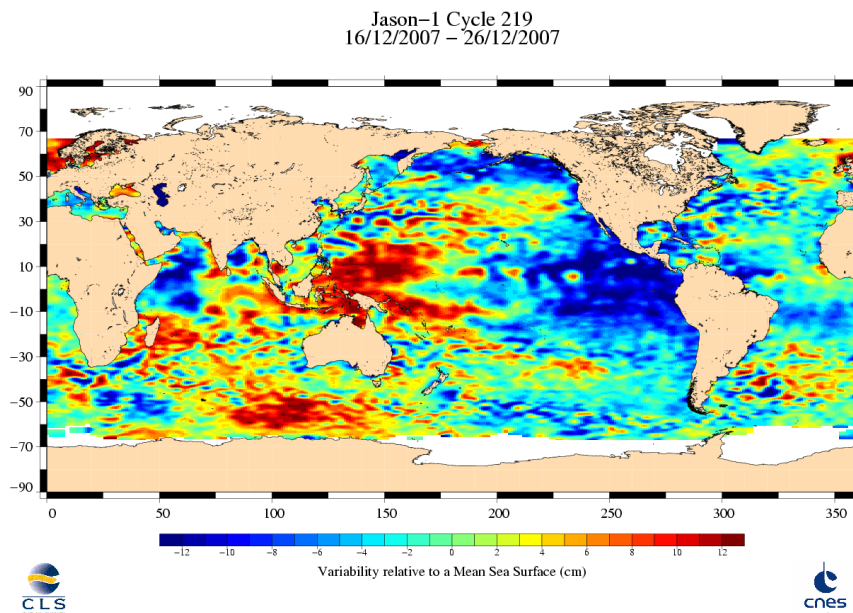 Jason−1 Cycle 219
16/12/2007 − 26/12/2007
90
70
50
30
10
−10
−30
−50
−70
−90
0 50 100 150 200 250 300 350
−12 −10 −8 −6 −4 −2 0 2 4 6 8 10 12
Variability relative to a Mean Sea Surface (cm)
CLS
cnes